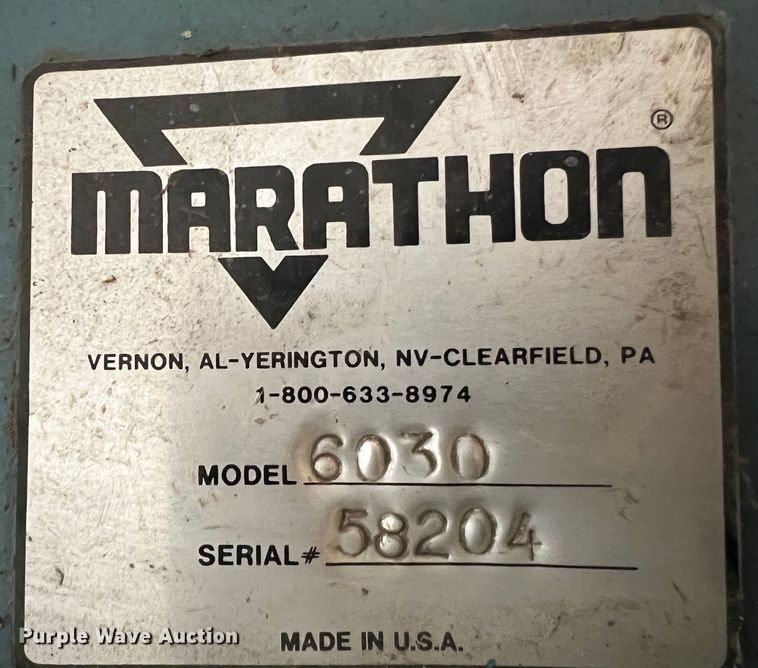 MARATHON ®
VERNON, AL-YERINGTON, NV-CLEARFIELD, PA
1-800-633-8974
MODEL 6030
SERIAL# 58204
MADE IN U.S.A.
Purple Wave Auction